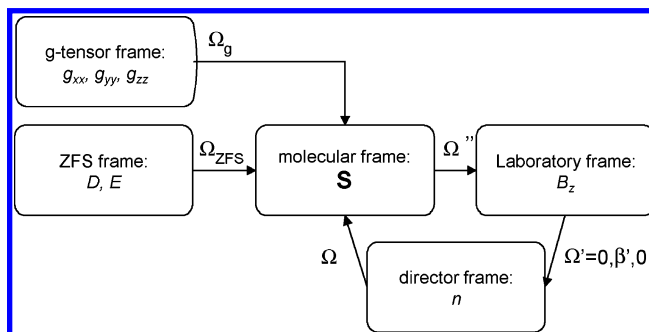 g-tensor frame:
gxx, gyy, gzz
Ωg
ZFS frame:
D, E
ΩZFS
molecular frame:
S
Ω''
Laboratory frame:
Bz
Ω
director frame:
n
Ω'=0,β',0